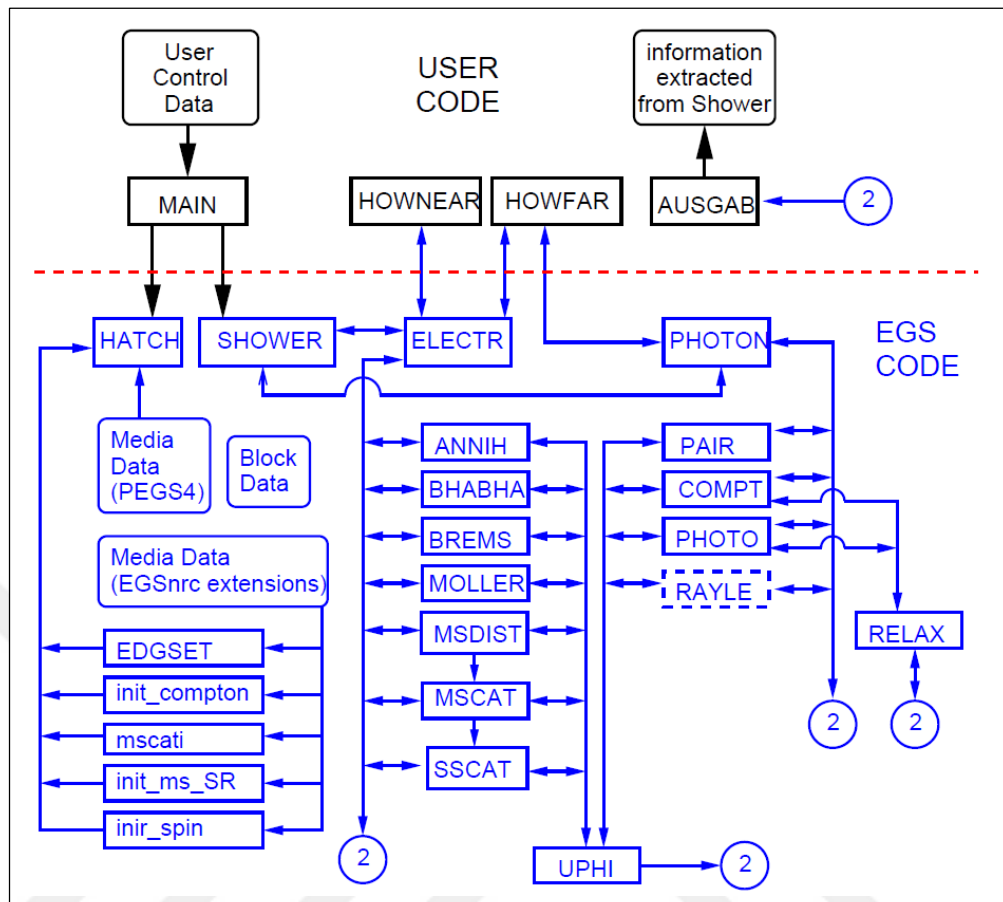 User
Control
Data
USER
CODE
information
extracted
from Shower
MAIN
HOWNEAR
HOWFAR
AUSGAB
2
HATCH
SHOWER
ELECTR
PHOTON
EGS
CODE
Media
Data
(PEGS4)
Block
Data
ANNIH
BHABHA
BREMS
MOLLER
MSDIST
MSCAT
SSCAT
PAIR
COMPT
PHOTO
RAYLE
RELAX
Media Data
(EGSnrc extensions)
EDGSET
init_compton
mscati
init_ms_SR
inir_spin
2
2
2
UPHI
2